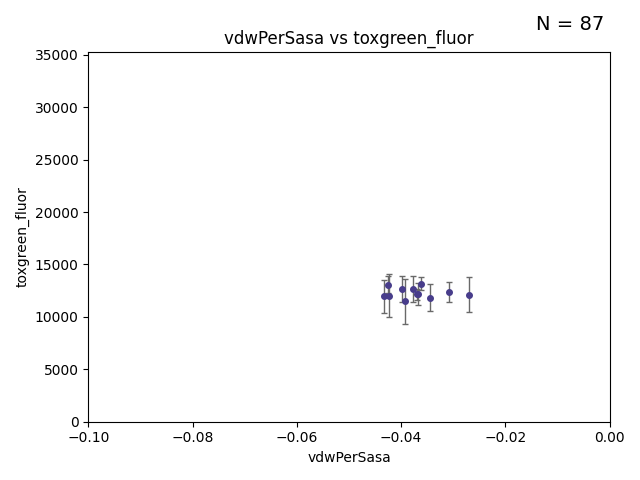 N = 87
vdwPerSasa vs toxgreen_fluor
35000
30000
25000
20000
15000
10000
5000
0
toxgreen_fluor
−0.10 −0.08 −0.06 −0.04 −0.02 0.00
vdwPerSasa